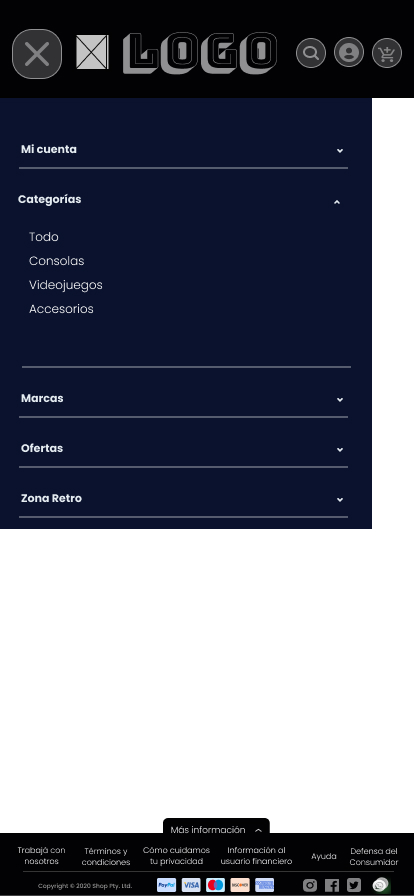 LOGO
Mi cuenta
Categorías
Todo
Consolas
Videojuegos
Accesorios
Marcas
Ofertas
Zona Retro
Más información
Trabajá con nosotros
Términos y condiciones
Cómo cuidamos tu privacidad
Información al usuario financiero
Ayuda
Defensa del Consumidor
Copyright © 2020 Shop Pty. Ltd.
PayPal
VISA
DISCOVER